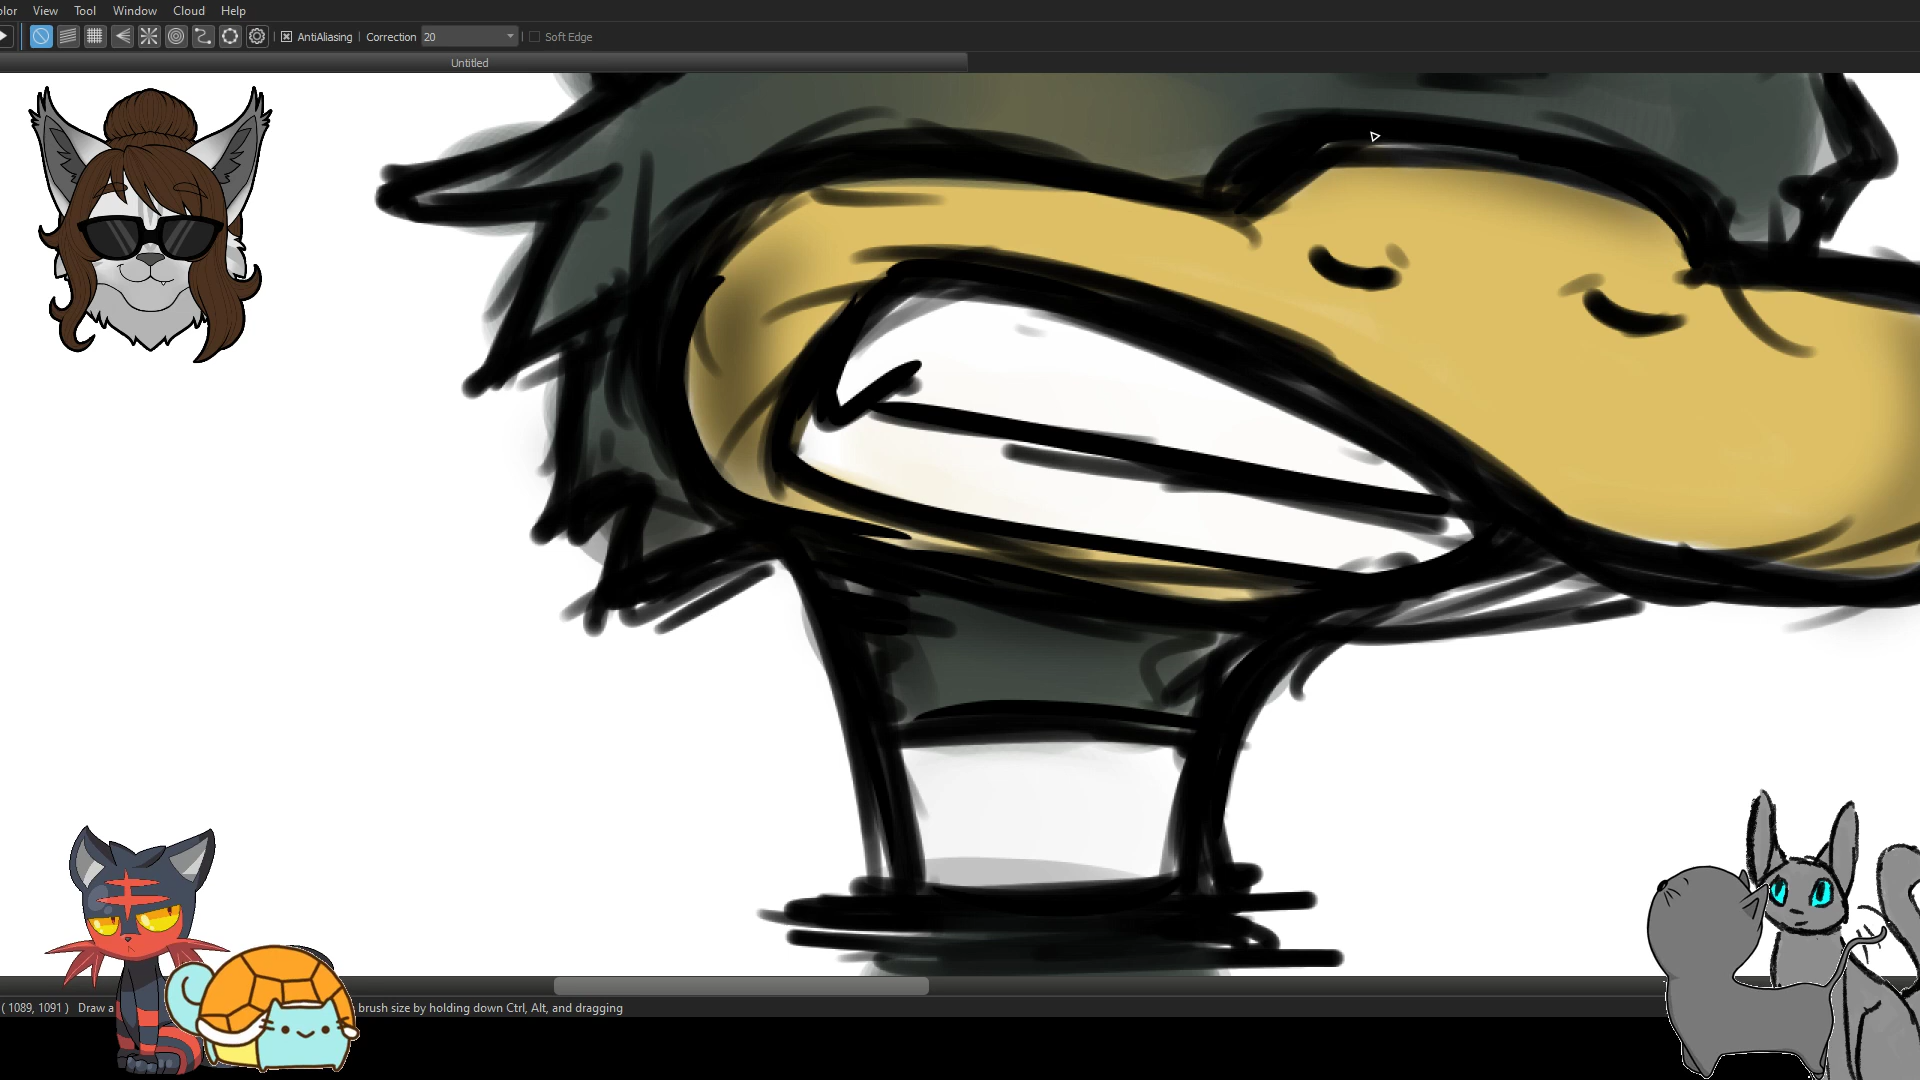 olor View Tool Window Cloud Help
AntiAliasing Correction 20 Soft Edge
Untitled
( 1089, 1091 ) Draw a brush size by holding down Ctrl, Alt, and dragging